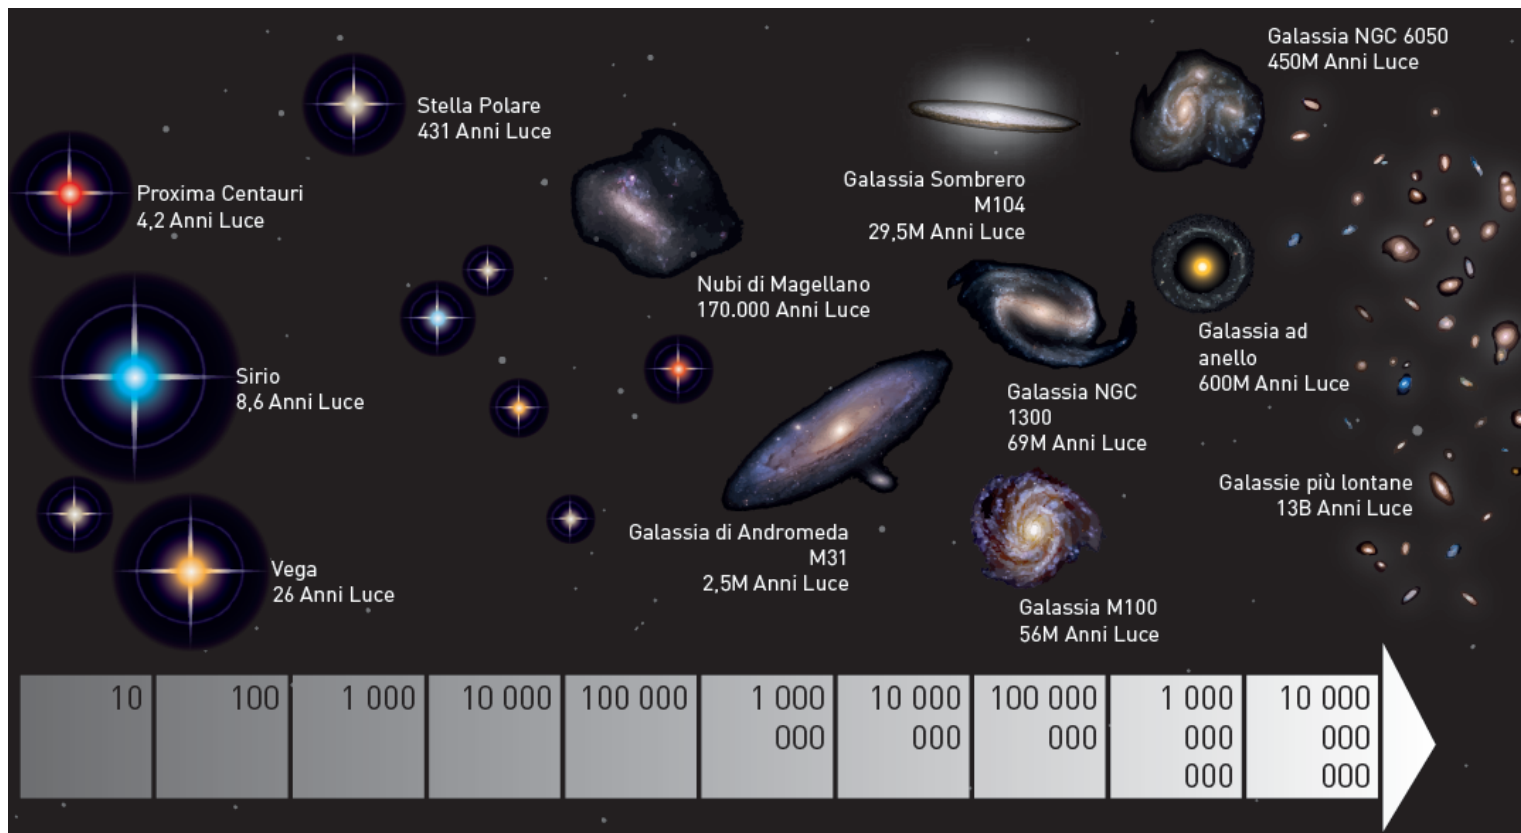 Galassia NGC 6050
450M Anni Luce
Stella Polare
431 Anni Luce
Proxima Centauri
4,2 Anni Luce
Galassia Sombrero
M104
29,5M Anni Luce
Nubi di Magellano
170.000 Anni Luce
Galassia ad
anello
600M Anni Luce
Sirio
8,6 Anni Luce
Galassia NGC
1300
69M Anni Luce
Galassie più lontane
13B Anni Luce
Galassia di Andromeda
M31
2,5M Anni Luce
Vega
26 Anni Luce
Galassia M100
56M Anni Luce
10
100
1 000
10 000
100 000
1 000
000
10 000
000
100 000
000
1 000
000
000
10 000
000
000